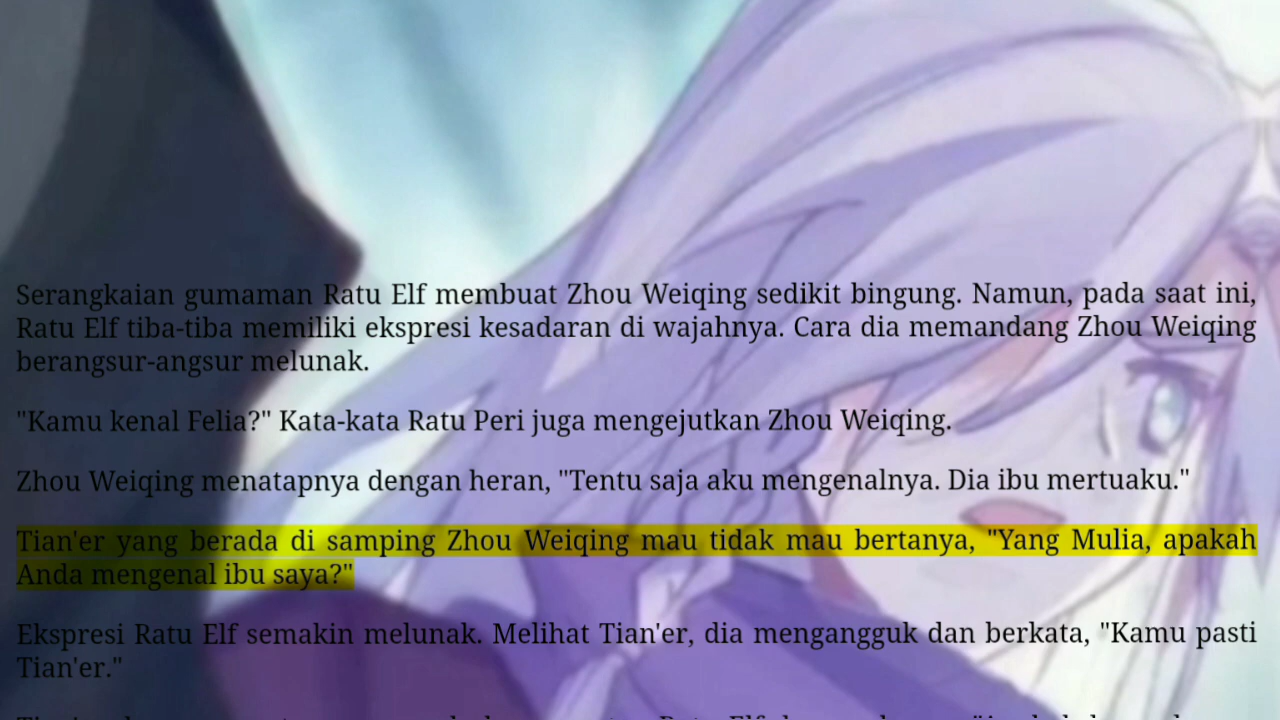 Serangkaian gumaman Ratu Elf membuat Zhou Weiqing sedikit bingung. Namun, pada saat ini,
Ratu Elf tiba-tiba memiliki ekspresi kesadaran di wajahnya. Cara dia memandang Zhou Weiqing
berangsur-angsur melunak.
"Kamu kenal Felia?" Kata-kata Ratu Peri juga mengejutkan Zhou Weiqing.
Zhou Weiqing menatapnya dengan heran, "Tentu saja aku mengenalnya. Dia ibu mertuaku."
Tian'er yang berada di samping Zhou Weiqing mau tidak mau bertanya, "Yang Mulia, apakah
Anda mengenal ibu saya?"
Ekspresi Ratu Elf semakin melunak. Melihat Tian'er, dia mengangguk dan berkata, "Kamu pasti
Tian'er."